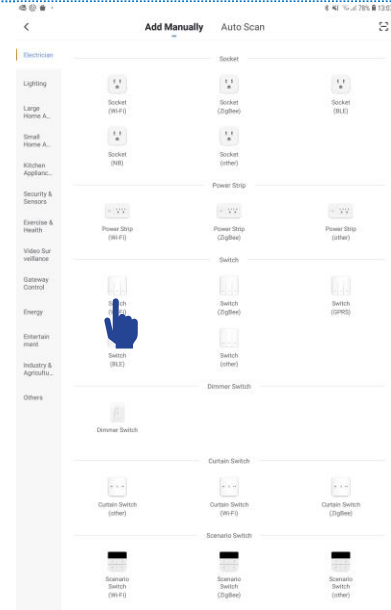 78% 13:03
Add Manually Auto Scan
Electrician
Lighting
Large
Home A...
Small
Home A...
Kitchen
Applianc...
Security &
Sensors
Exercise &
Health
Video Sur
veillance
Gateway
Control
Energy
Entertain
ment
Industry &
Agricultu...
Others
Socket
Socket
(Wi-Fi)
Socket
(ZigBee)
Socket
(BLE)
Socket
(NB)
Socket
(other)
Power Strip
Power Strip
(Wi-Fi)
Power Strip
(ZigBee)
Power Strip
(other)
Switch
Switch
(ZigBee)
Switch
(GPRS)
Switch
(BLE)
Switch
(other)
Dimmer Switch
Dimmer Switch
Curtain Switch
Curtain Switch
(other)
Curtain Switch
(Wi-Fi)
Curtain Switch
(ZigBee)
Scenario Switch
Scenario
Switch
(Wi-Fi)
Scenario
Switch
(ZigBee)
Scenario
Switch
(other)